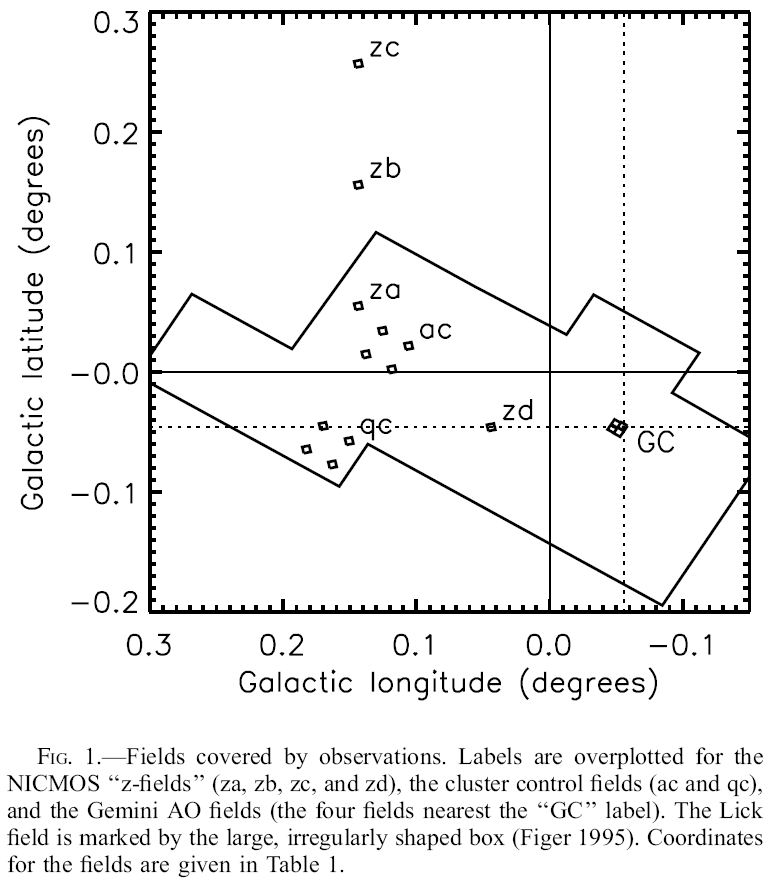 0.3
zc
0.2
zb
0.1
za
ac
−0.0
qc
zd
GC
−0.1
−0.2
0.3 0.2 0.1 0.0 −0.1
Galactic latitude (degrees)
Galactic longitude (degrees)
FIG. 1.—Fields covered by observations. Labels are overplotted for the
NICMOS “z-fields” (za, zb, zc, and zd), the cluster control fields (ac and qc),
and the Gemini AO fields (the four fields nearest the “GC” label). The Lick
field is marked by the large, irregularly shaped box (Figer 1995). Coordinates
for the fields are given in Table 1.